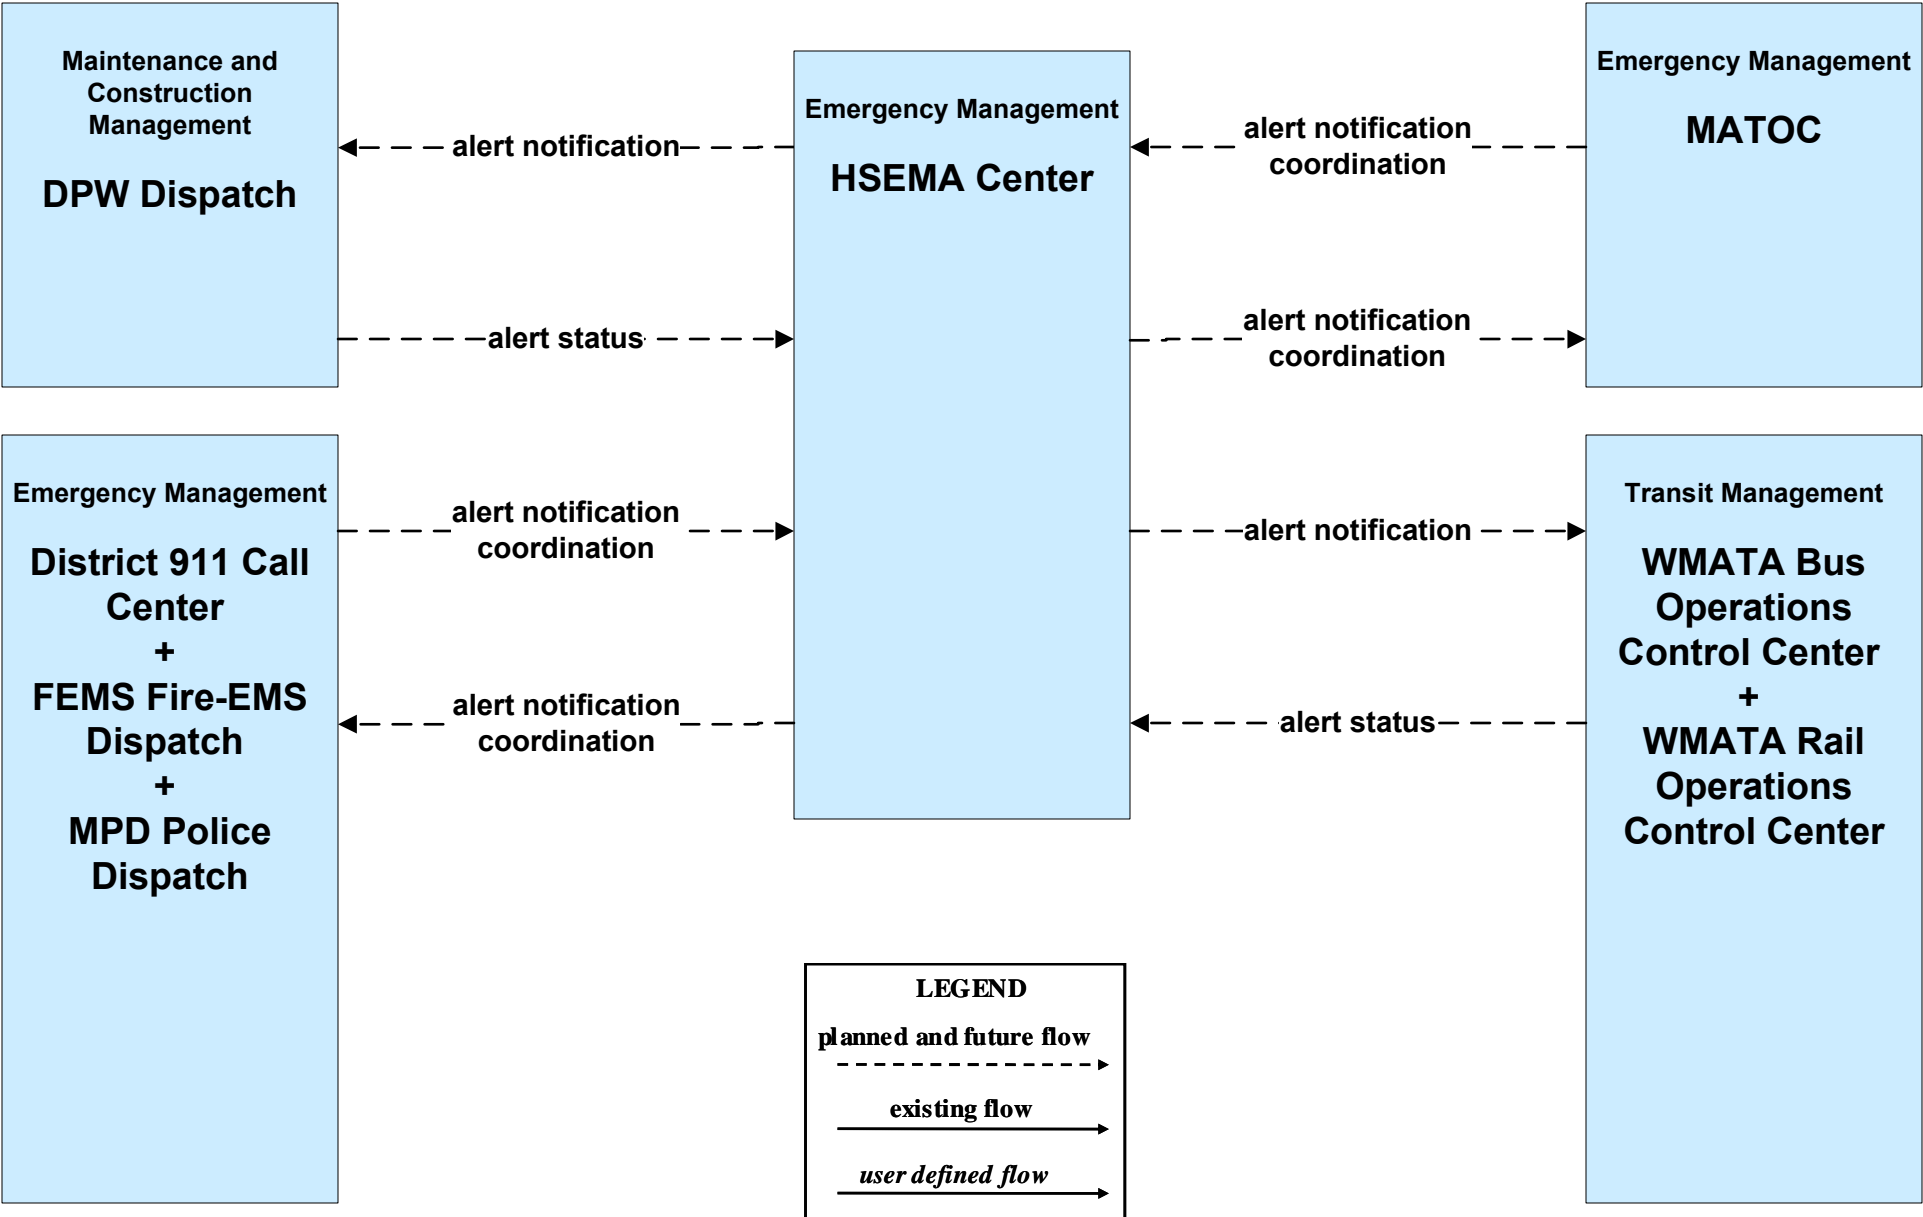 Maintenance and
Construction
Management
DPW Dispatch
alert notification
alert status
Emergency Management
HSEMA Center
alert notification
coordination
alert notification
coordination
Emergency Management
MATOC
Emergency Management
District 911 Call
Center
+
FEMS Fire-EMS
Dispatch
+
MPD Police
Dispatch
alert notification
coordination
alert notification
coordination
alert notification
alert status
Transit Management
WMATA Bus
Operations
Control Center
+
WMATA Rail
Operations
Control Center
LEGEND
planned and future flow
existing flow
user defined flow